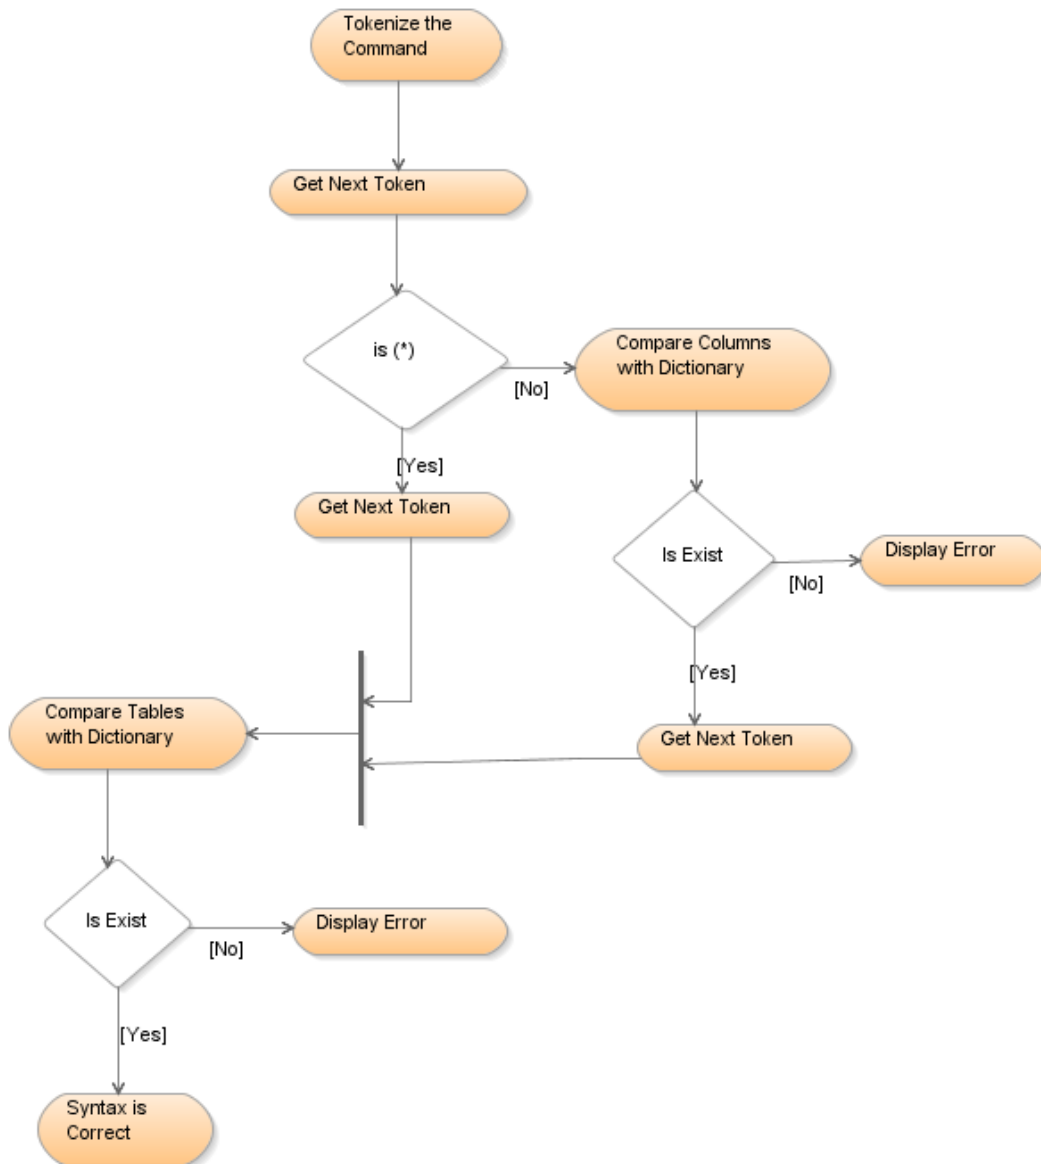 Tokenize the
Command
Get Next Token
is (*)
[No]
Compare Columns
with Dictionary
[Yes]
Get Next Token
Is Exist
[No]
Display Error
[Yes]
Get Next Token
Compare Tables
with Dictionary
Is Exist
[No]
Display Error
[Yes]
Syntax is
Correct